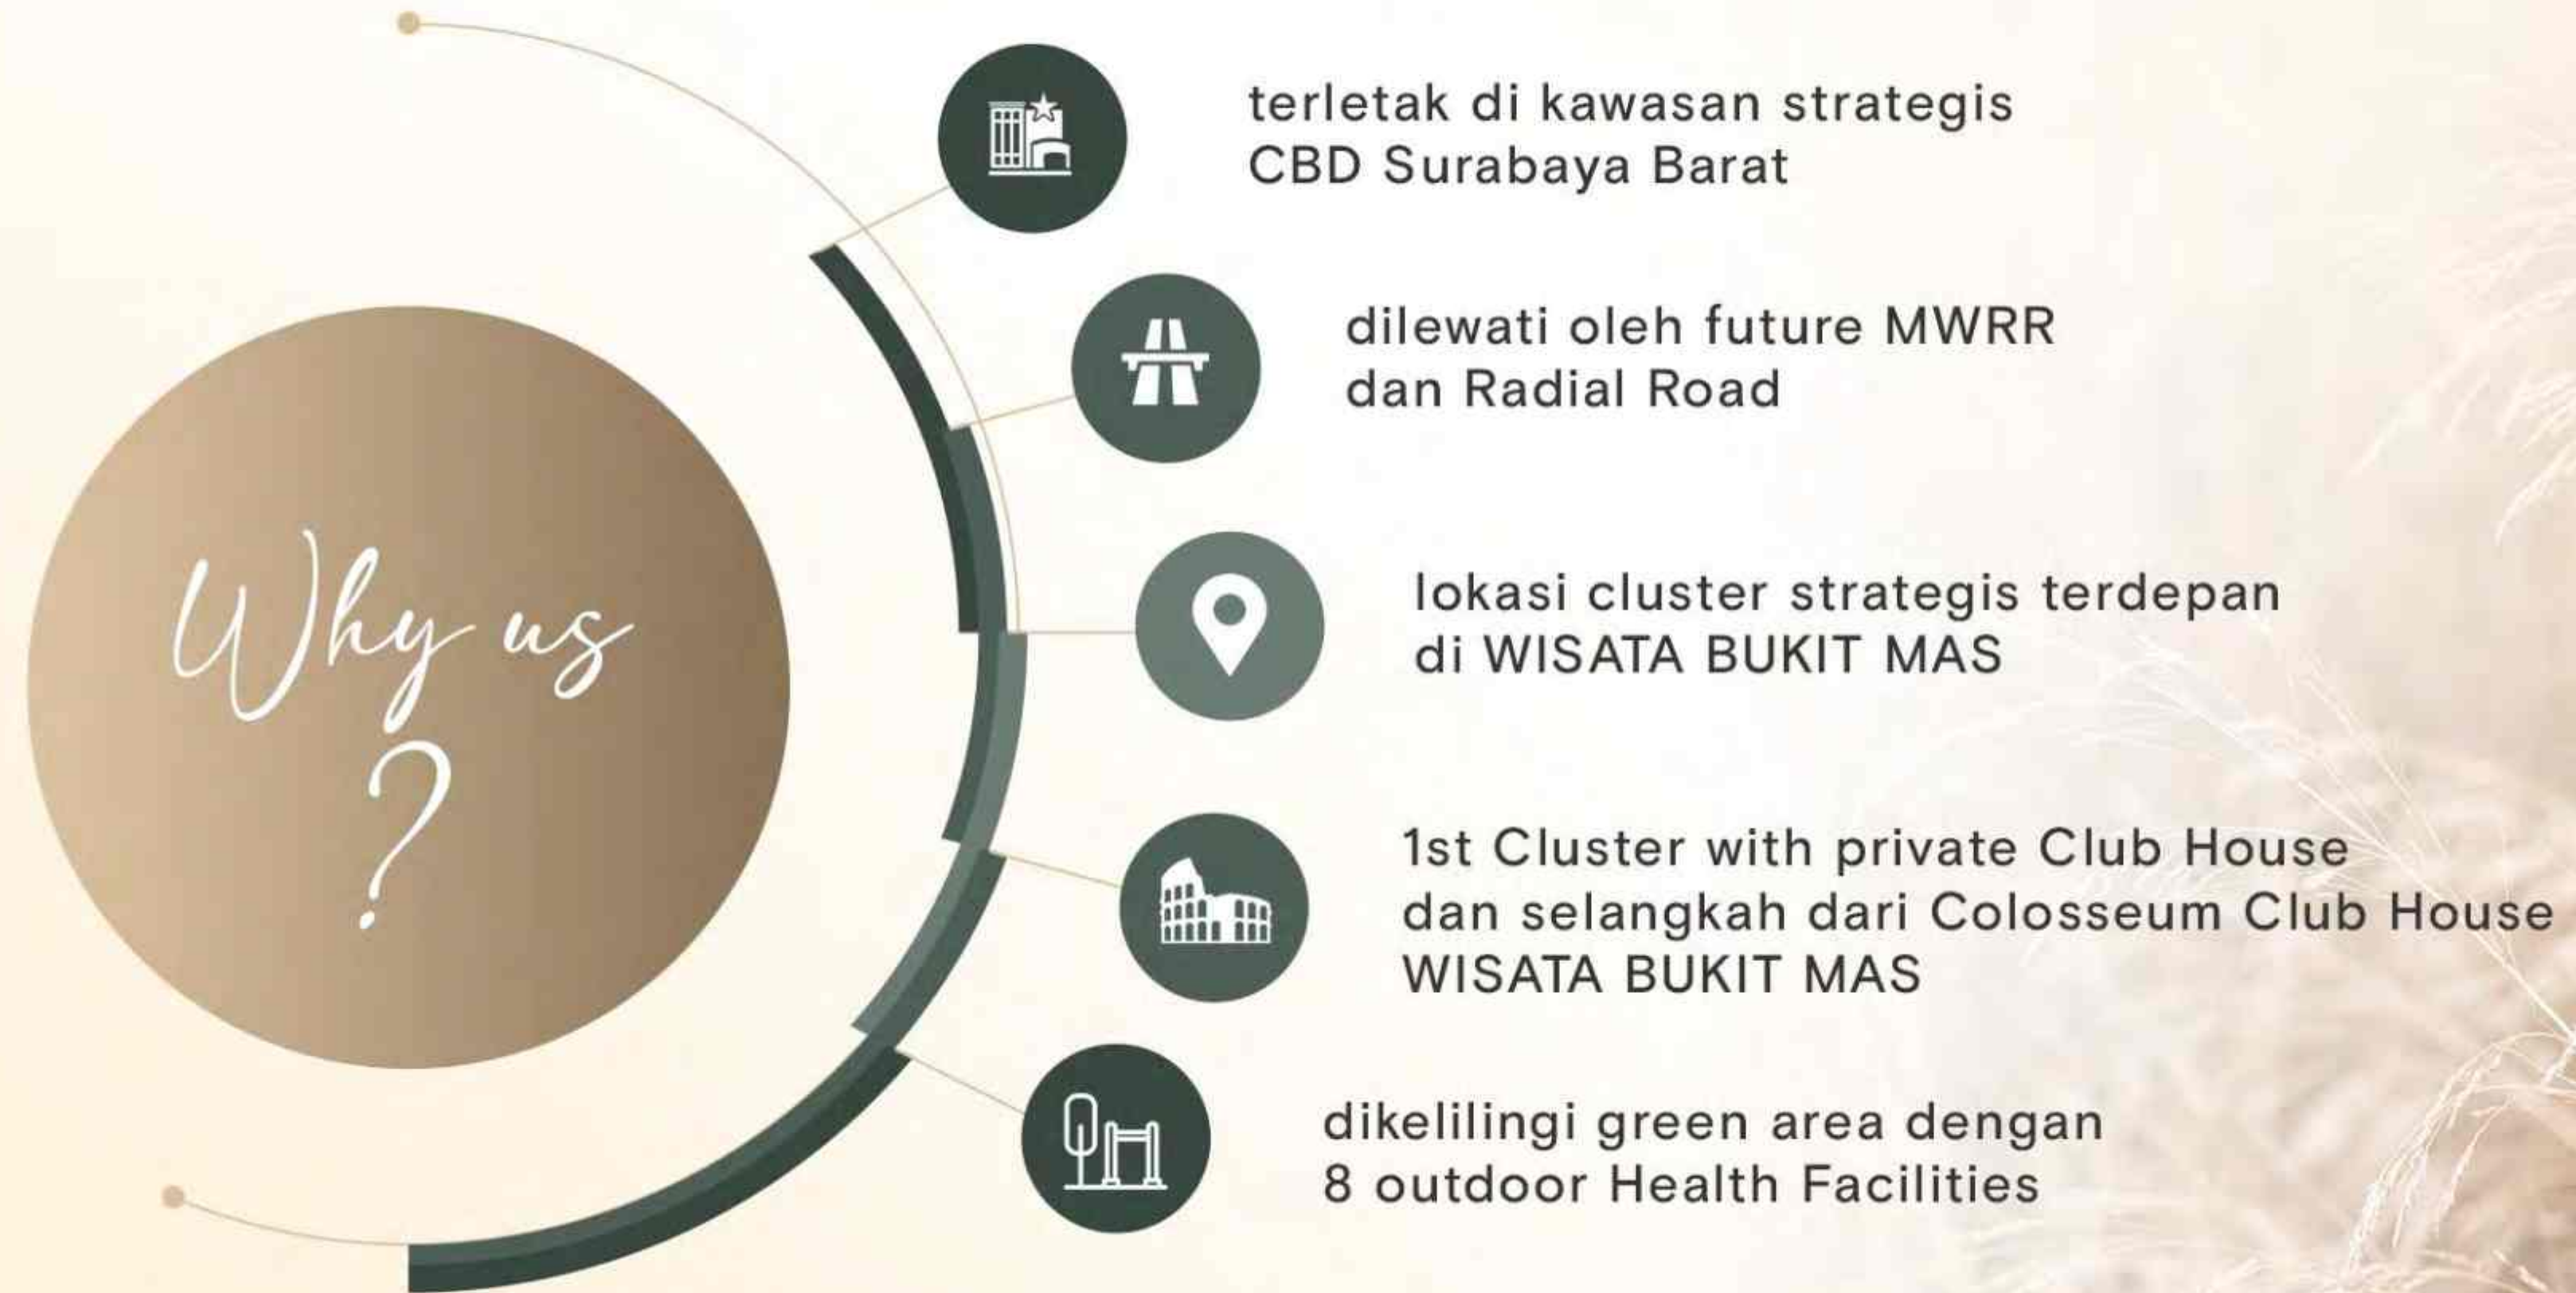 Why us
?
terletak di kawasan strategis
CBD Surabaya Barat
dilewati oleh future MWRR
dan Radial Road
lokasi cluster strategis terdepan
di WISATA BUKIT MAS
1st Cluster with private Club House
dan selangkah dari Colosseum Club House
WISATA BUKIT MAS
dikelilingi green area dengan
8 outdoor Health Facilities